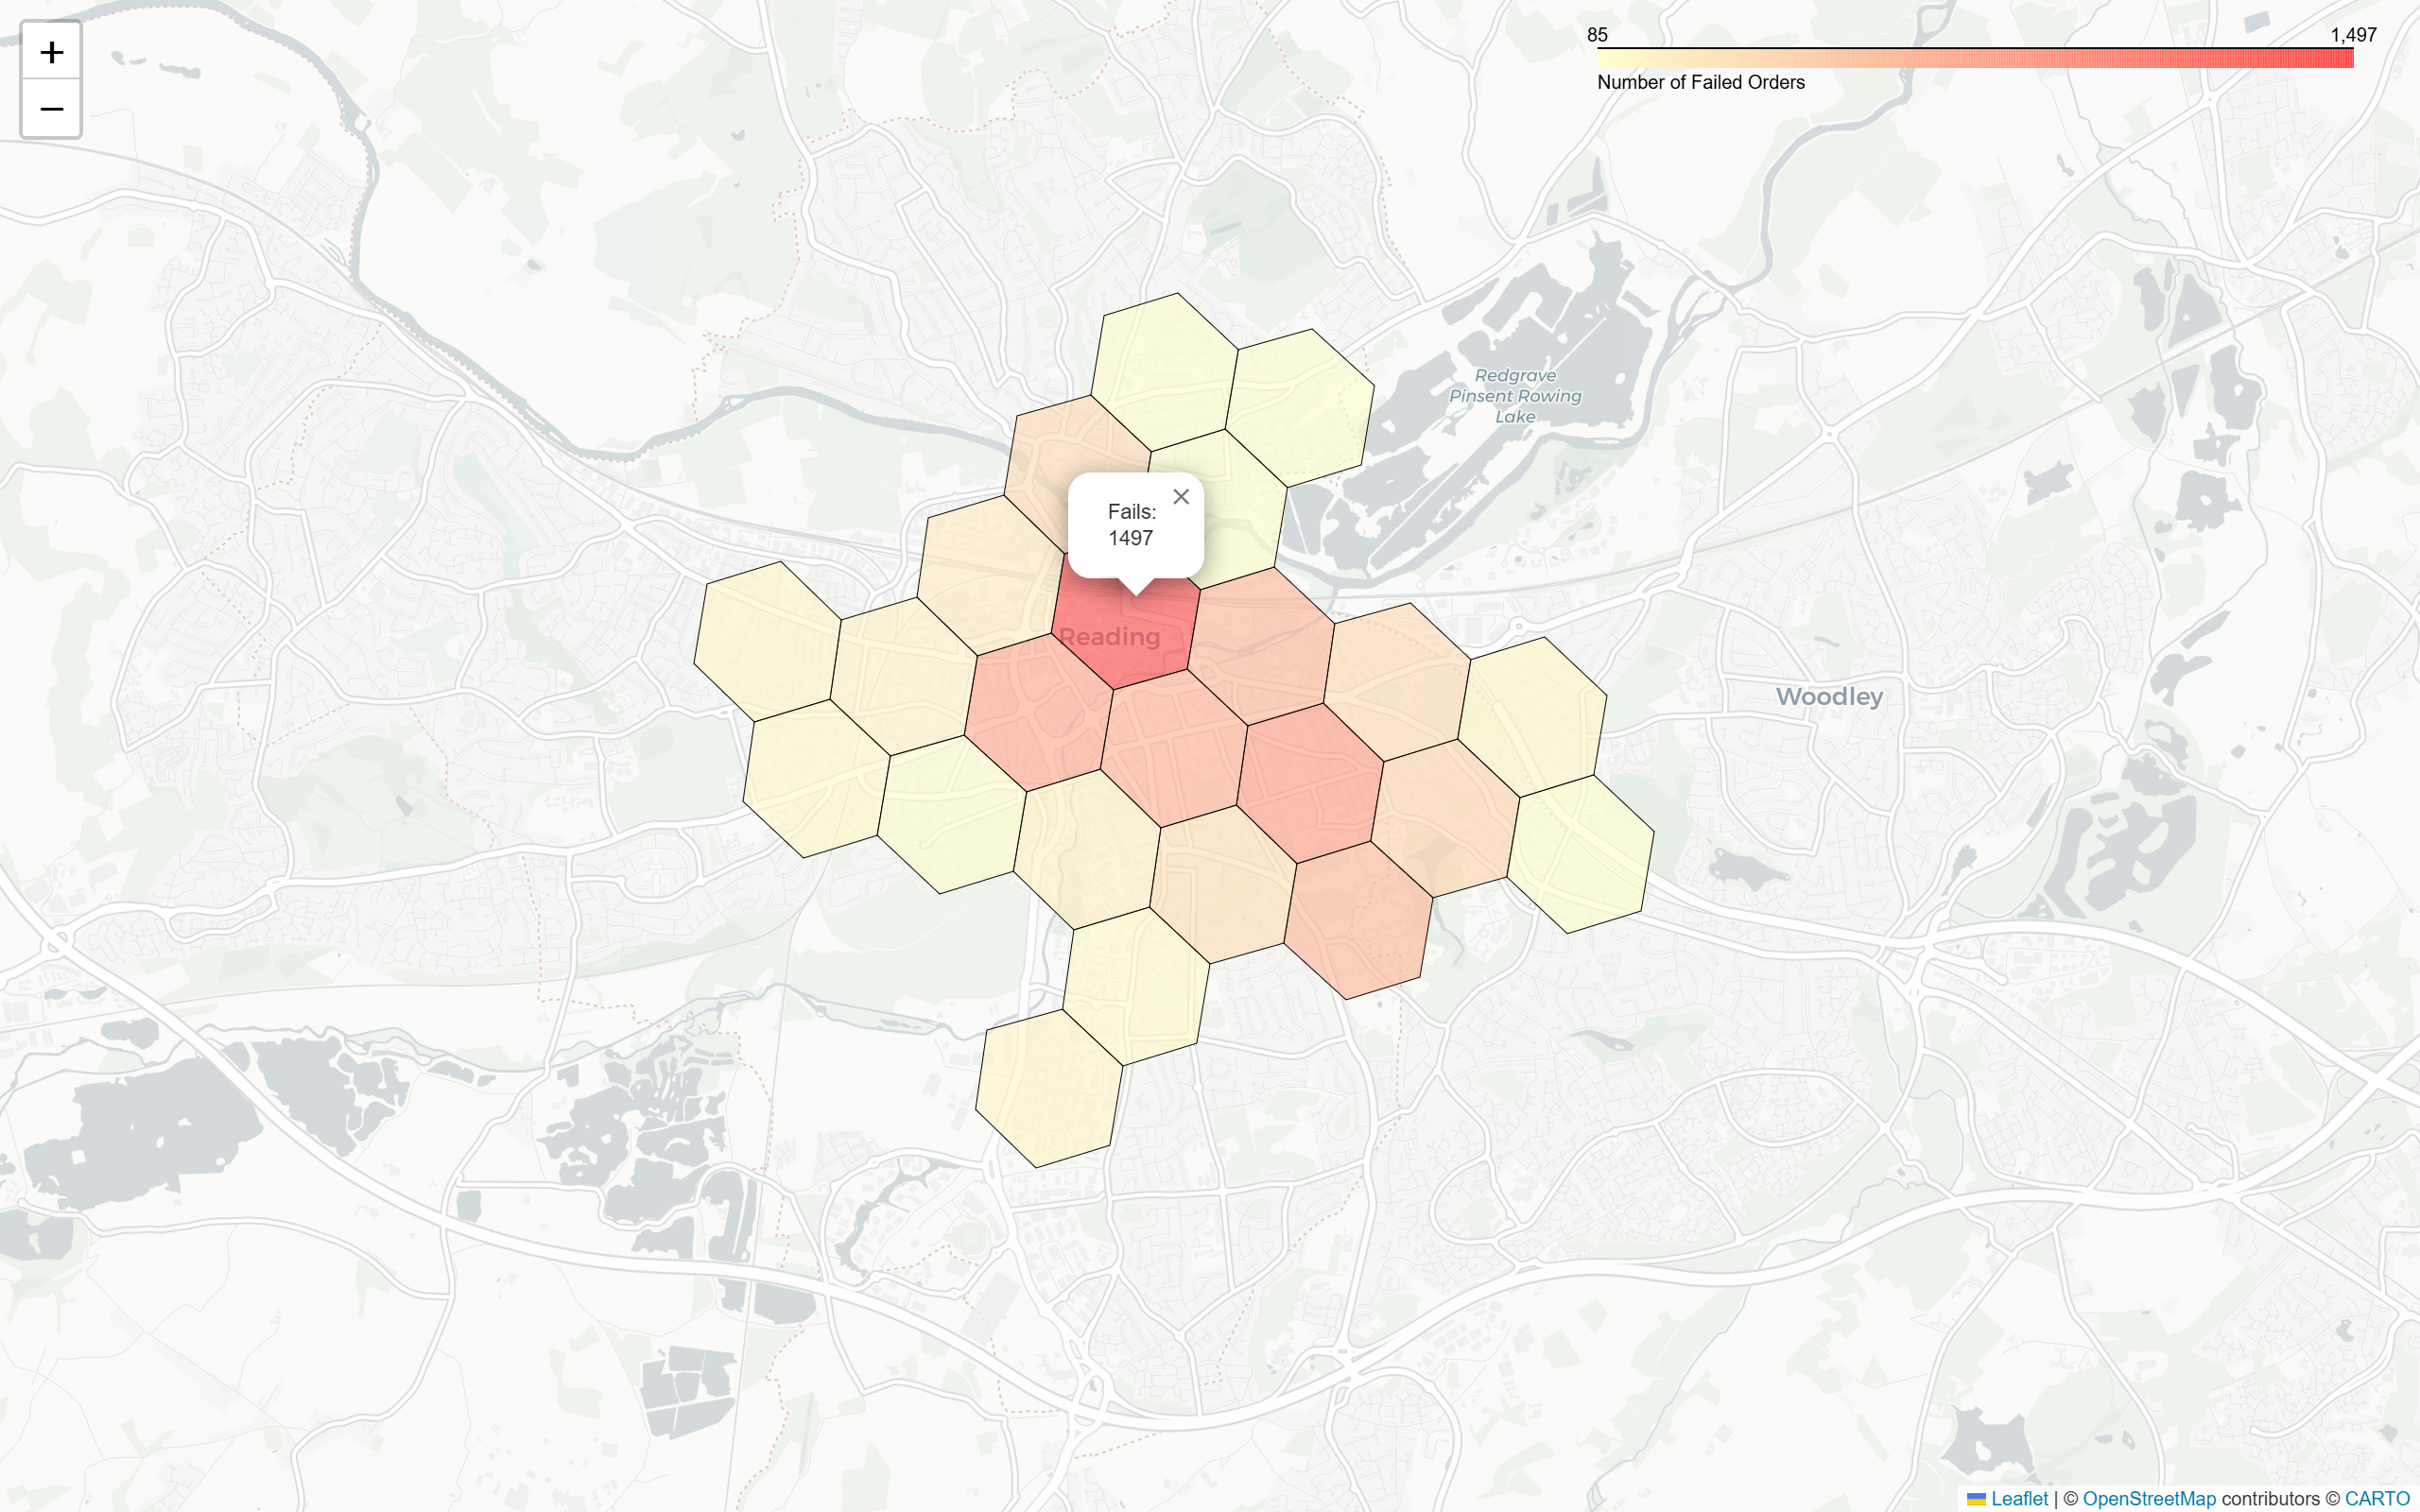 +
−
85
1,497
Number of Failed Orders
Redgrave
Pinsent Rowing
Lake
Fails:
1497
×
Reading
Woodley
Leaflet | © OpenStreetMap contributors © CARTO